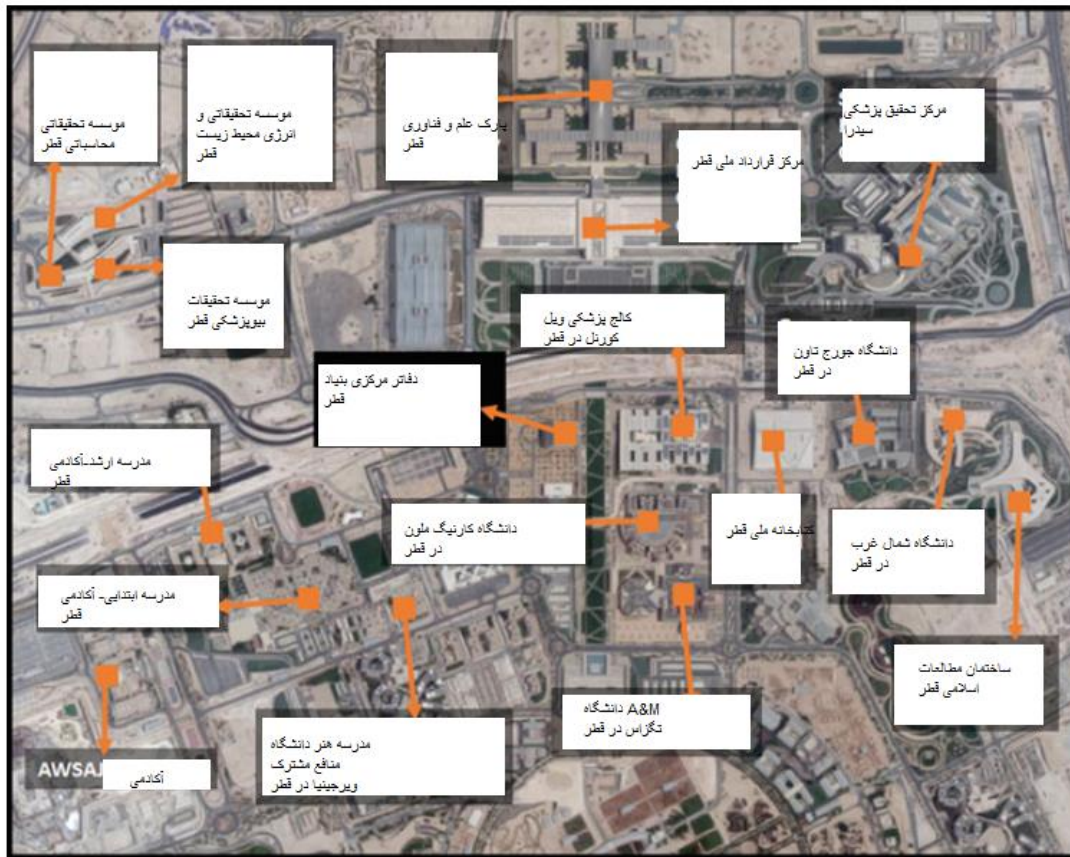 موسسه تحقیقاتی
محاسباتی قطر
موسسه تحقیقاتی و
انرژی محیط زیست
قطر
پارک علم و فناوری
قطر
مرکز تحقیق پزشکی
سیدرا
مرکز قرارداد ملی قطر
موسسه تحقیقات
بیوپزشکی قطر
کالج پزشکی ویل
کورنل در قطر
دانشگاه جورج تاون
در قطر
دفاتر مرکزی بنیاد
قطر
مدرسه ارشد-آکادمی
قطر
دانشگاه کارنیگ ملون
در قطر
کتابخانه ملی قطر
دانشگاه شمال غرب
در قطر
مدرسه ابتدایی- آکادمی
قطر
ساختمان مطالعات
اسلامی قطر
A&M دانشگاه
تگزاس در قطر
مدرسه هنر دانشگاه
منافع مشترک
ویرجینیا در قطر
AWSAJ
آکادمی